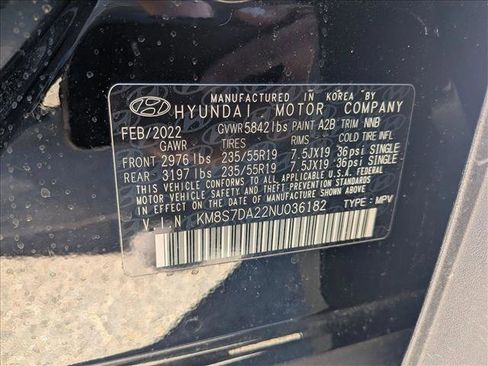 MANUFACTURED IN KOREA BY
HYUNDAI MOTOR COMPANY
FEB/2022 GVWR 5842 lbs PAINT A2B TRIM NNB
GAWR TIRES RIMS COLD TIRE INFL
FRONT 2976 lbs 235/55R19 7.5JX19 36psi SINGLE
REAR 3197 lbs 235/55R19 7.5JX19 36psi SINGLE
THIS VEHICLE CONFORMS TO ALL APPLICABLE U.S.A. FEDERAL
MOTOR VEHICLE SAFETY AND THEFT PREVENTION STANDARDS
IN EFFECT ON THE DATE OF MANUFACTURE SHOWN ABOVE.
V.I.N KM8S7DA22NU036182 TYPE : MPV